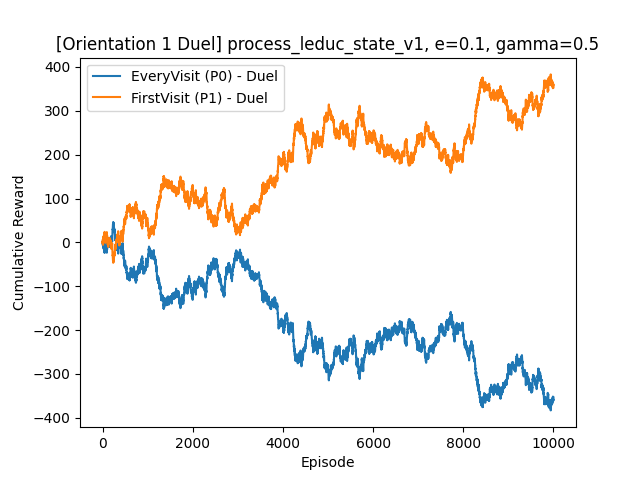 [Orientation 1 Duel] process_leduc_state_v1, e=0.1, gamma=0.5
EveryVisit (P0) - Duel
FirstVisit (P1) - Duel
400
300
200
100
0
−100
−200
−300
−400
Cumulative Reward
0 2000 4000 6000 8000 10000
Episode